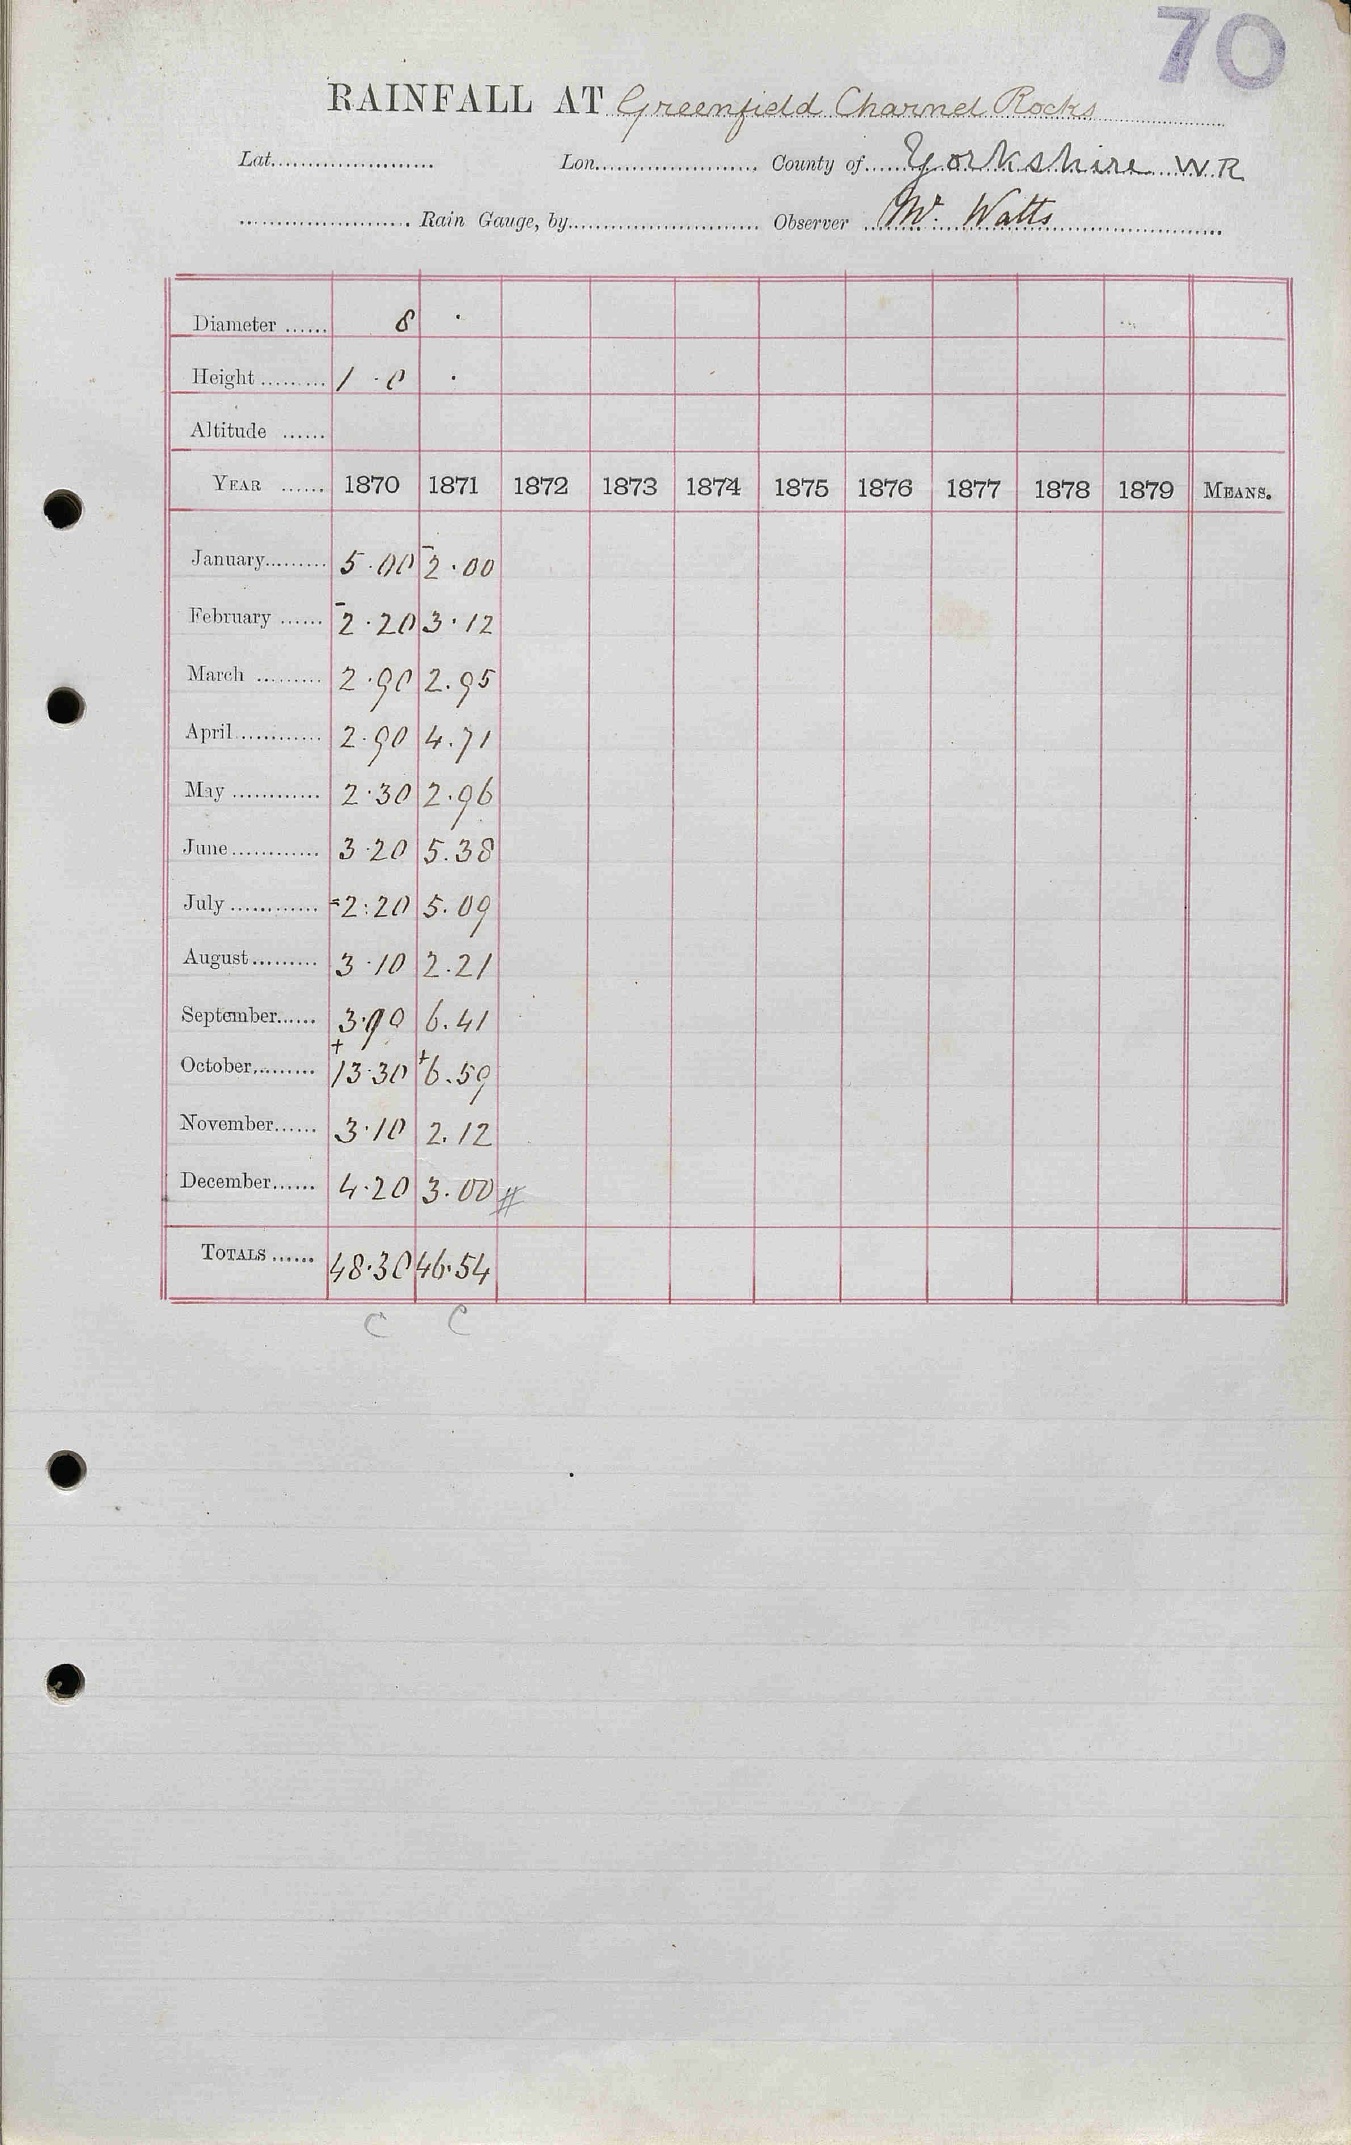 70
RAINFALL AT Greenfield Charnel Rocks
Lat. Lon. County of Yorkshire W.R
Rain Gauge, by Observer Mr. Watts
Diameter ...... 8 .
Height ......... 1 . 0 .
Altitude ......
YEAR ...... 1870 1871 1872 1873 1874 1875 1876 1877 1878 1879 MEANS.
January......... 5.00 -2.00
February ...... -2.20 3.12
March ......... 2.90 2.95
April ............ 2.90 4.71
May ............ 2.30 2.96
June ............ 3.20 5.38
July ............ =2.20 5.09
August ......... 3.10 2.21
September...... 3.90 6.41
October ......... +13.30 +6.59
November...... 3.10 2.12
December...... 4.20 3.00 #
TOTALS ...... 48.30 46.54
C C